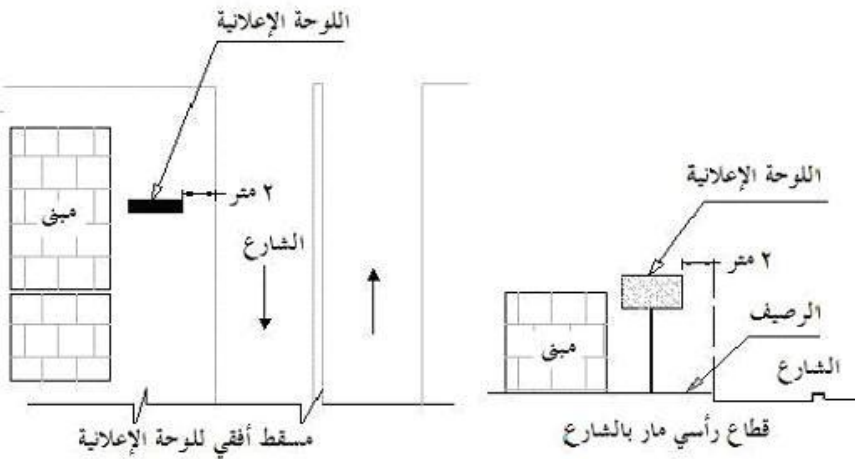 اللوحة الإعلانية
٢ متر
مبنى
الشارع
مسقط أفقي للوحة الإعلانية
اللوحة الإعلانية
٢ متر
الرصيف
مبنى
الشارع
قطاع رأسي مار بالشارع